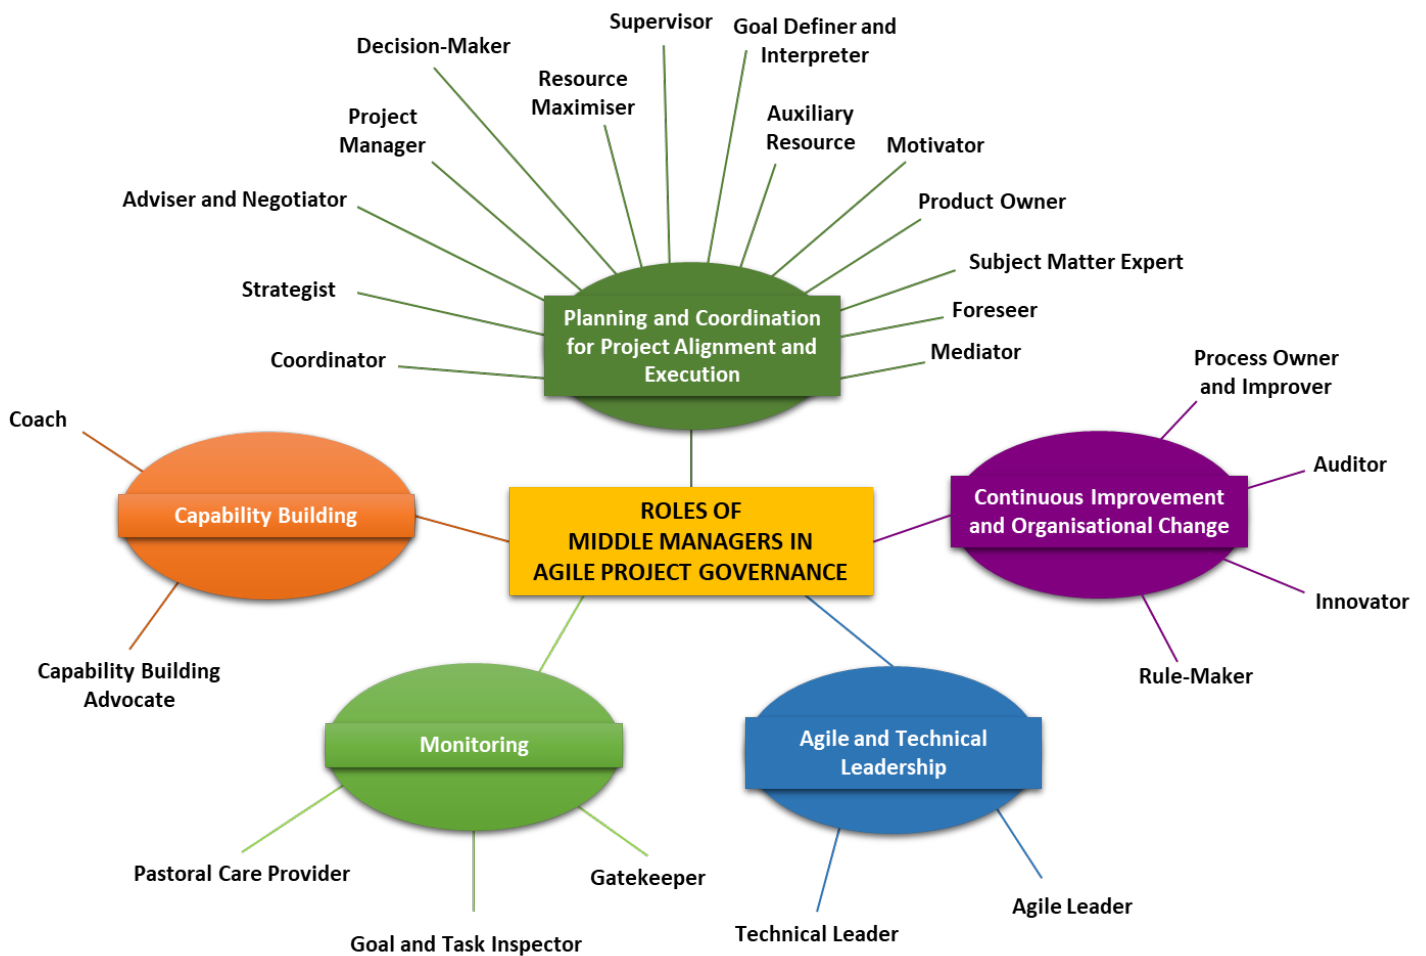 Supervisor
Goal Definer and
Interpreter
Decision-Maker
Resource
Maximiser
Auxiliary
Resource
Project
Manager
Motivator
Adviser and Negotiator
Product Owner
Subject Matter Expert
Strategist
Foreseer
Coordinator
Mediator
Planning and Coordination
for Project Alignment and
Execution
Process Owner
and Improver
Coach
Auditor
Capability Building
Continuous Improvement
and Organisational Change
ROLES OF
MIDDLE MANAGERS IN
AGILE PROJECT GOVERNANCE
Innovator
Capability Building
Advocate
Rule-Maker
Monitoring
Agile and Technical
Leadership
Pastoral Care Provider
Gatekeeper
Agile Leader
Goal and Task Inspector
Technical Leader